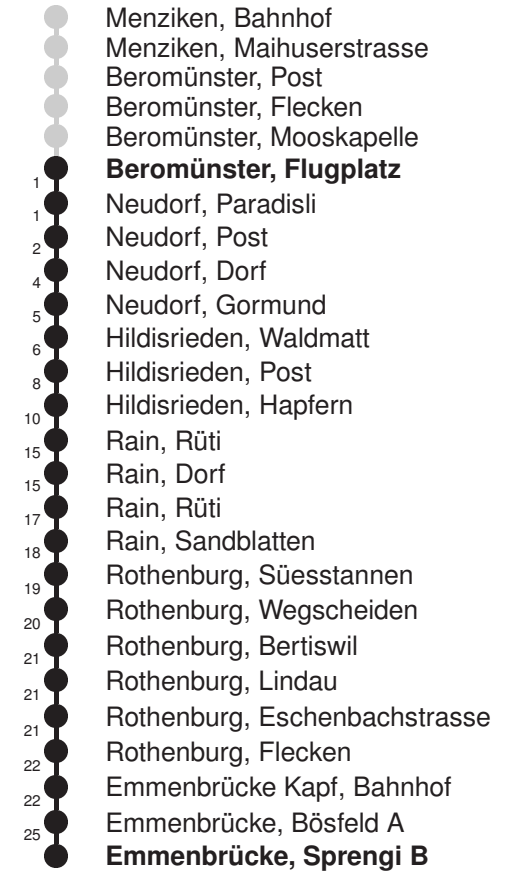 Menziken, Bahnhof
Menziken, Maihuserstrasse
Beromünster, Post
Beromünster, Flecken
Beromünster, Mooskapelle
Beromünster, Flugplatz
1 Neudorf, Paradisli
1 Neudorf, Post
2 Neudorf, Dorf
4 Neudorf, Gormund
5 Hildisrieden, Waldmatt
6 Hildisrieden, Post
8 Hildisrieden, Hapfern
10 Rain, Rüti
15 Rain, Dorf
15 Rain, Rüti
17 Rain, Sandblatten
18 Rothenburg, Süesstannen
19 Rothenburg, Wegscheiden
20 Rothenburg, Bertiswil
21 Rothenburg, Lindau
21 Rothenburg, Eschenbachstrasse
21 Rothenburg, Flecken
22 Emmenbrücke Kapf, Bahnhof
22 Emmenbrücke, Bösfeld A
25 Emmenbrücke, Sprengi B